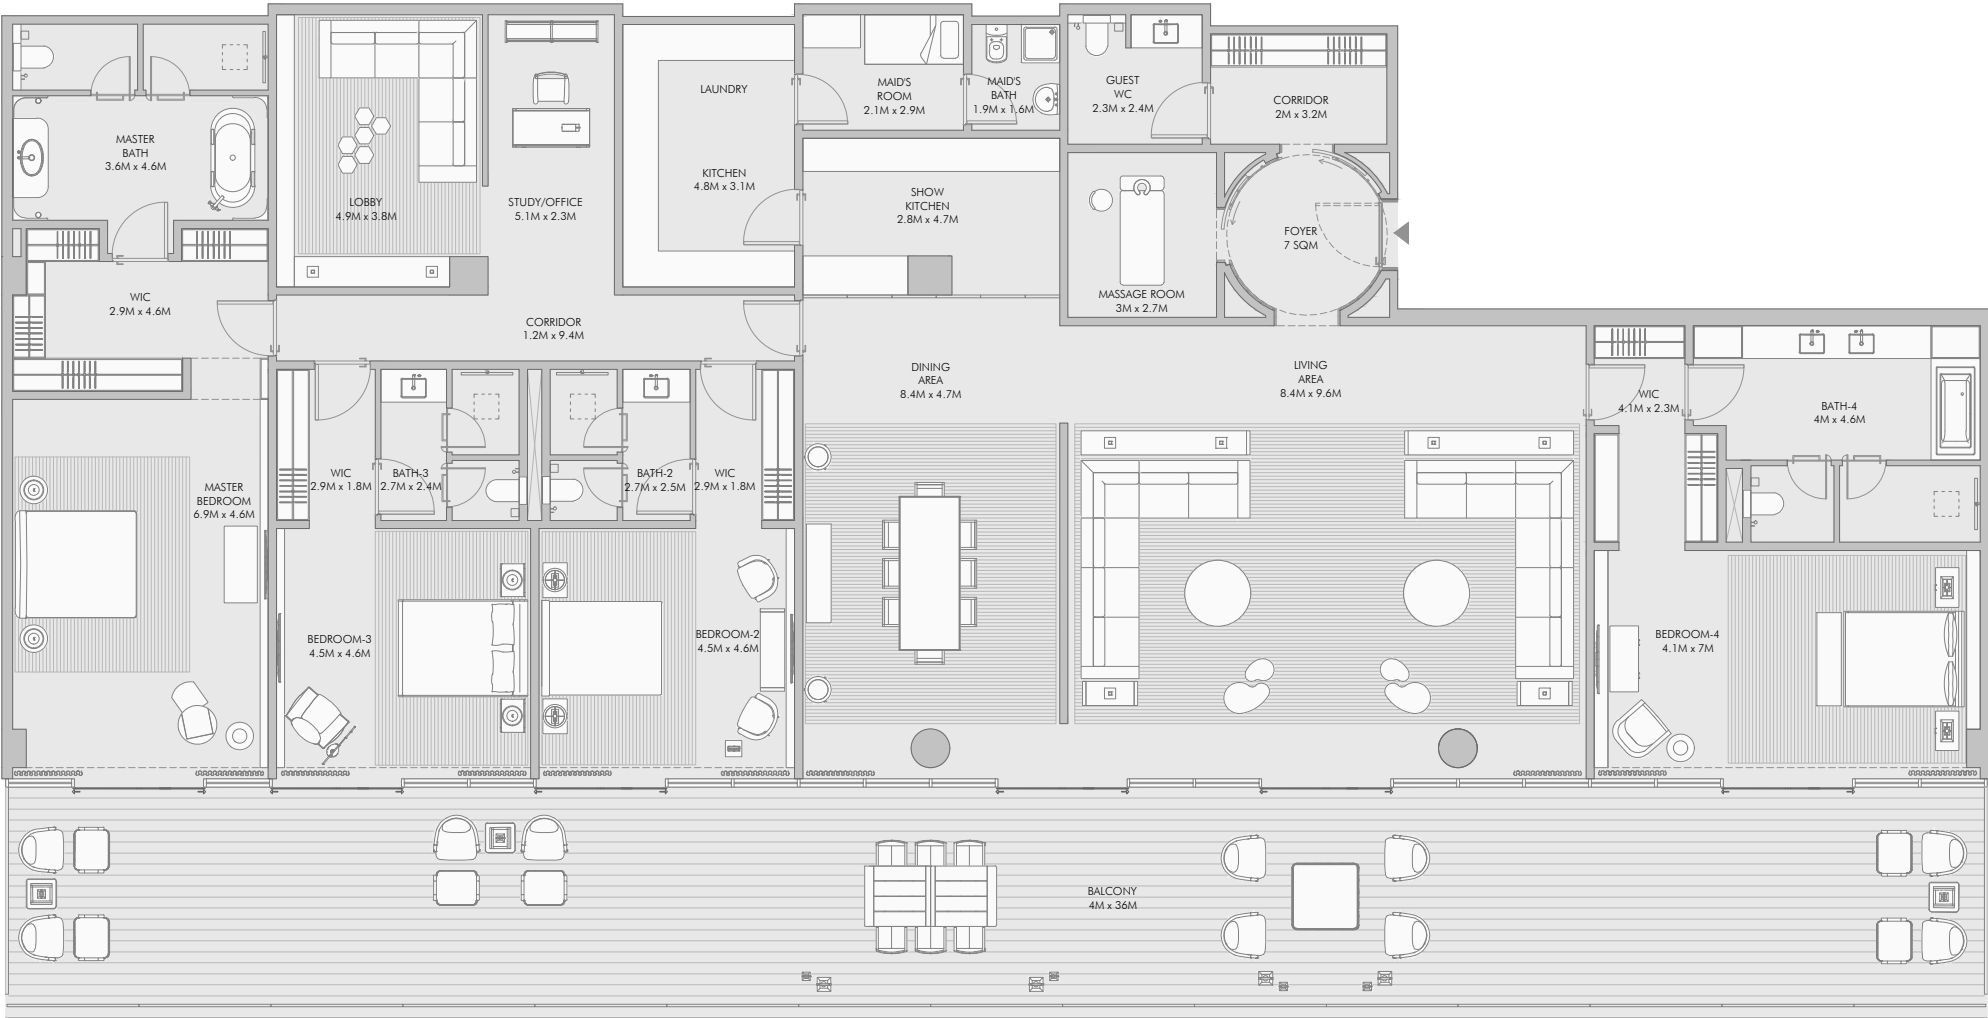 MASTER
BATH
3.6M x 4.6M
LOBBY
4.9M x 3.8M
STUDY/OFFICE
5.1M x 2.3M
LAUNDRY
KITCHEN
4.8M x 3.1M
MAID'S
ROOM
2.1M x 2.9M
MAID'S
BATH
1.9M x 1.6M
GUEST
WC
2.3M x 2.4M
CORRIDOR
2M x 3.2M
SHOW
KITCHEN
2.8M x 4.7M
FOYER
7 SQM
MASSAGE ROOM
3M x 2.7M
WIC
2.9M x 4.6M
CORRIDOR
1.2M x 9.4M
DINING
AREA
8.4M x 4.7M
LIVING
AREA
8.4M x 9.6M
WIC
4.1M x 2.3M
BATH-4
4M x 4.6M
MASTER
BEDROOM
6.9M x 4.6M
WIC
2.9M x 1.8M
BATH-3
2.7M x 2.4M
BATH-2
2.7M x 2.5M
WIC
2.9M x 1.8M
BEDROOM-3
4.5M x 4.6M
BEDROOM-2
4.5M x 4.6M
BEDROOM-4
4.1M x 7M
BALCONY
4M x 36M